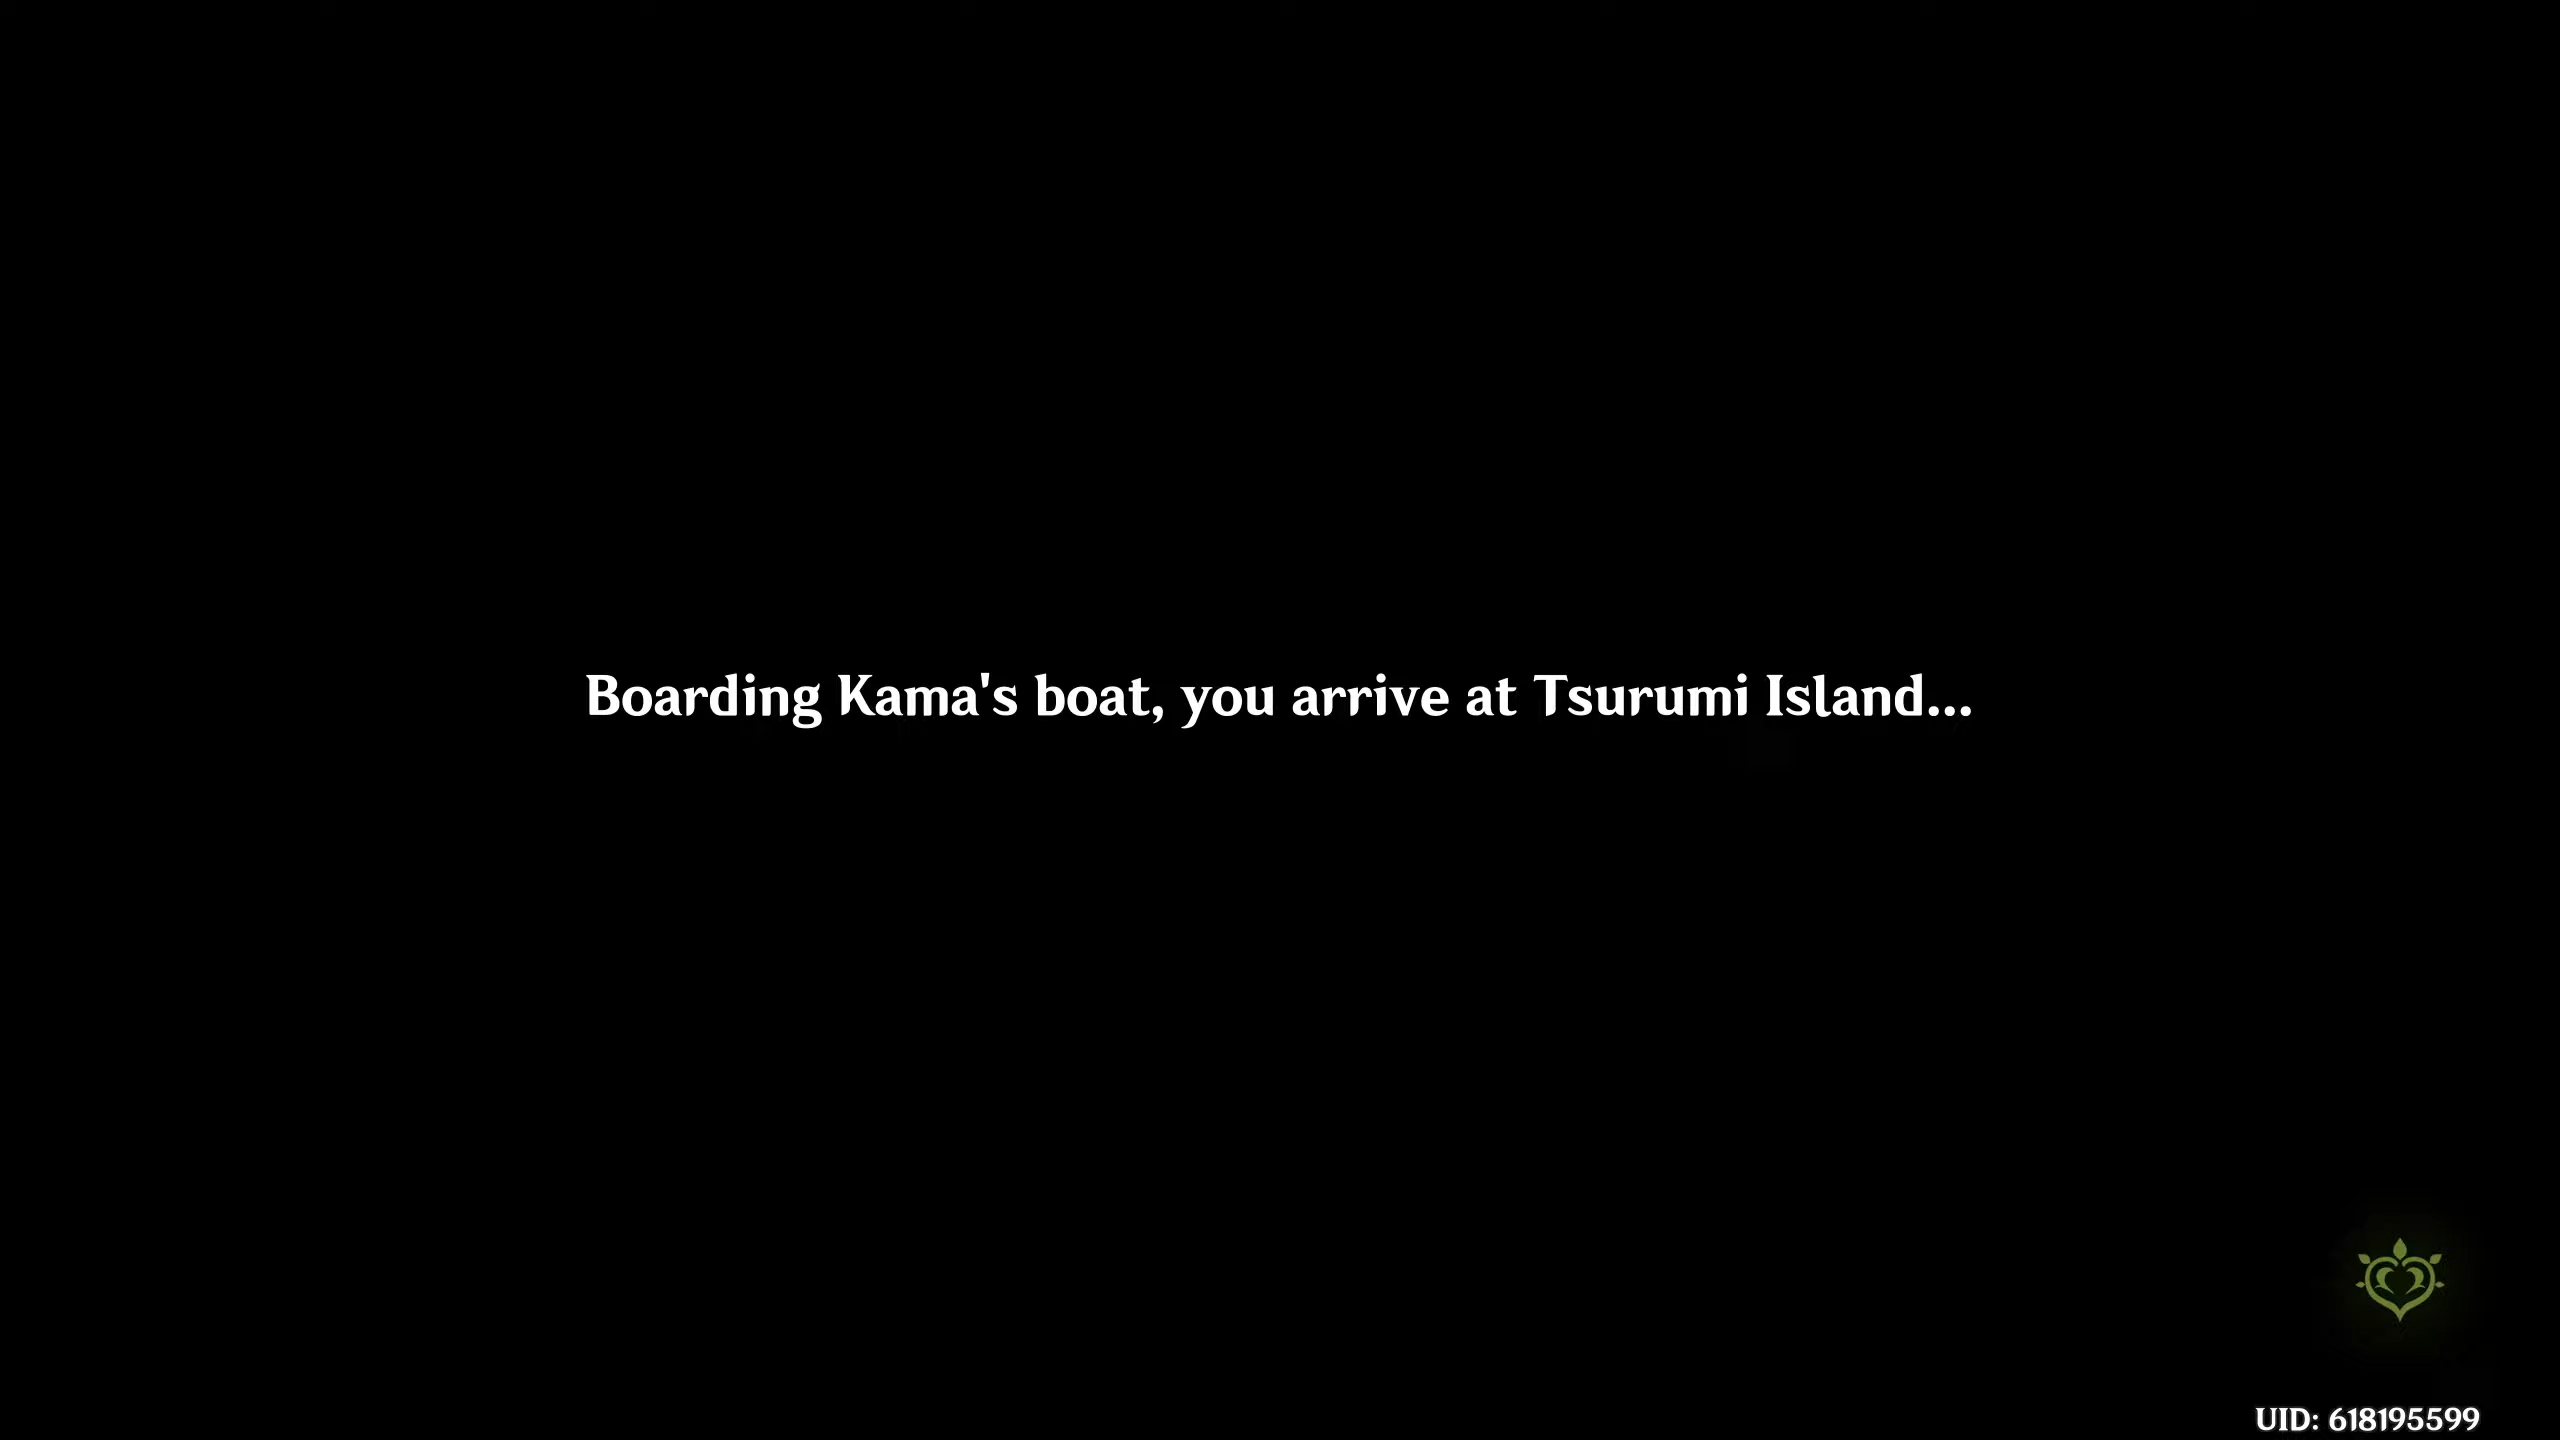 Boarding Kama's boat, you arrive at Tsurumi Island...
UID: 618195599